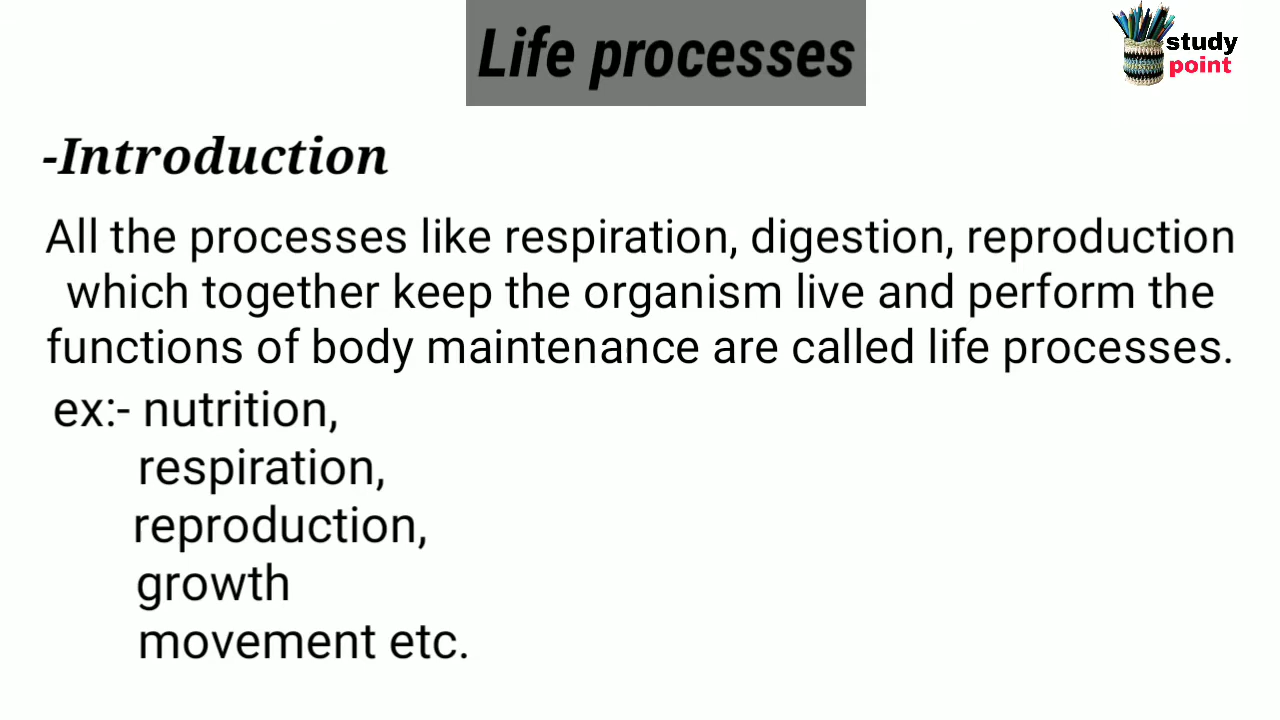 Life processes
study
point
-Introduction
All the processes like respiration, digestion, reproduction
which together keep the organism live and perform the
functions of body maintenance are called life processes.
ex:- nutrition,
respiration,
reproduction,
growth
movement etc.